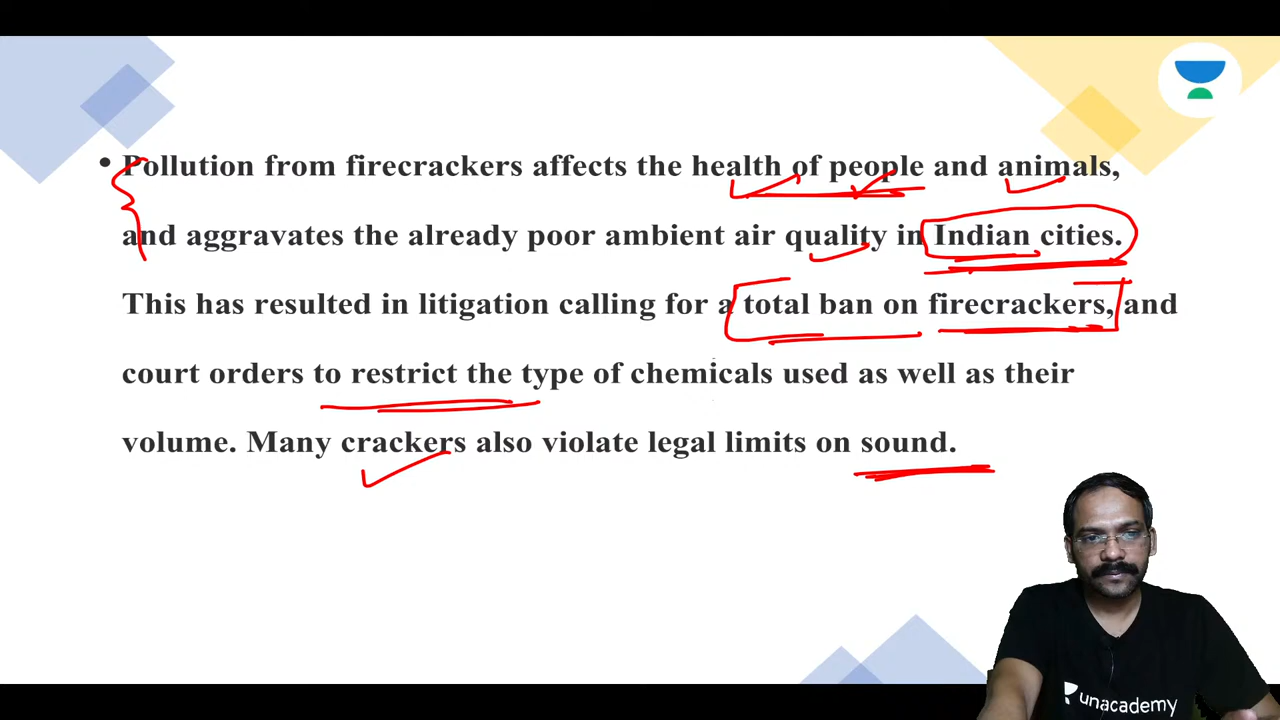 • Pollution from firecrackers affects the health of people and animals,
and aggravates the already poor ambient air quality in Indian cities.
This has resulted in litigation calling for a total ban on firecrackers, and
court orders to restrict the type of chemicals used as well as their
volume. Many crackers also violate legal limits on sound.
unacademy